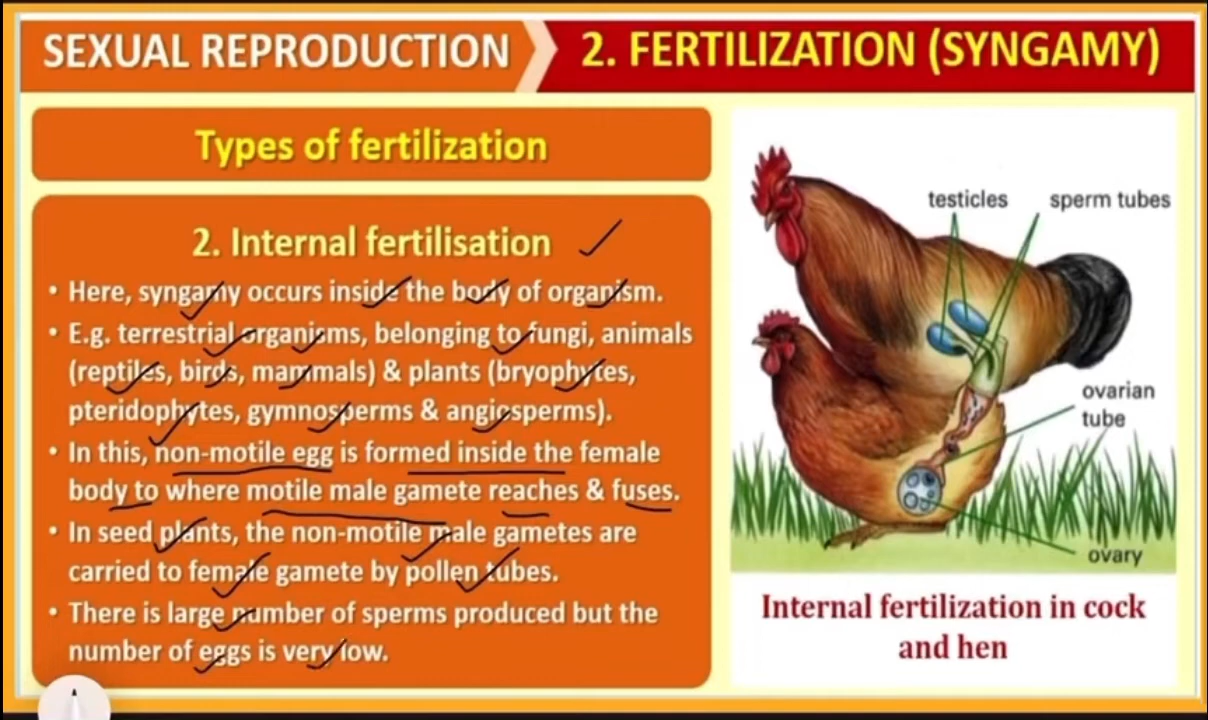 SEXUAL REPRODUCTION
2. FERTILIZATION (SYNGAMY)
Types of fertilization
2. Internal fertilisation
• Here, syngamy occurs inside the body of organism.
• E.g. terrestrial organisms, belonging to fungi, animals
(reptiles, birds, mammals) & plants (bryophytes,
pteridophytes, gymnosperms & angiosperms).
• In this, non-motile egg is formed inside the female
body to where motile male gamete reaches & fuses.
• In seed plants, the non-motile male gametes are
carried to female gamete by pollen tubes.
• There is large number of sperms produced but the
number of eggs is very low.
testicles
sperm tubes
ovarian
tube
ovary
Internal fertilization in cock
and hen